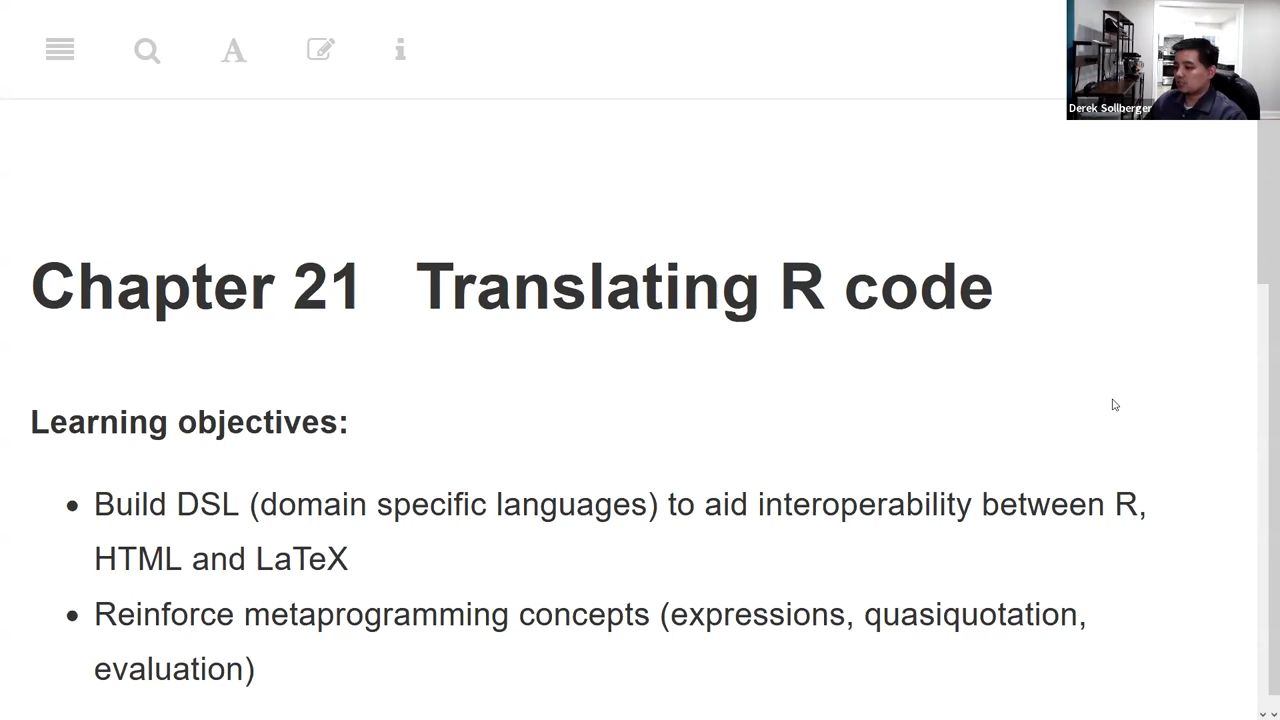 Derek Sollberger
Chapter 21 Translating R code
Learning objectives:
Build DSL (domain specific languages) to aid interoperability between R,
HTML and LaTeX
Reinforce metaprogramming concepts (expressions, quasiquotation,
evaluation)